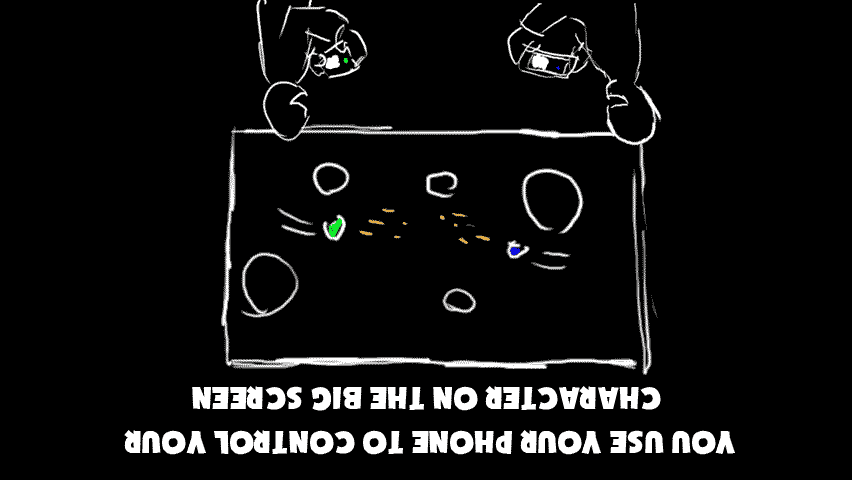 YOU USE YOUR PHONE TO CONTROL YOUR
CHARACTER ON THE BIG SCREEN